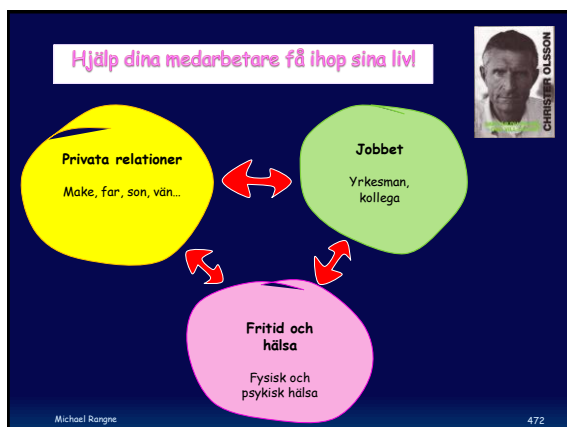 Hjälp dina medarbetare få ihop sina liv!
CHRISTER OLSSON
Privata relationer
Make, far, son, vän...
Jobbet
Yrkesman,
kollega
Fritid och
hälsa
Fysisk och
psykisk hälsa
Michael Rangne
472